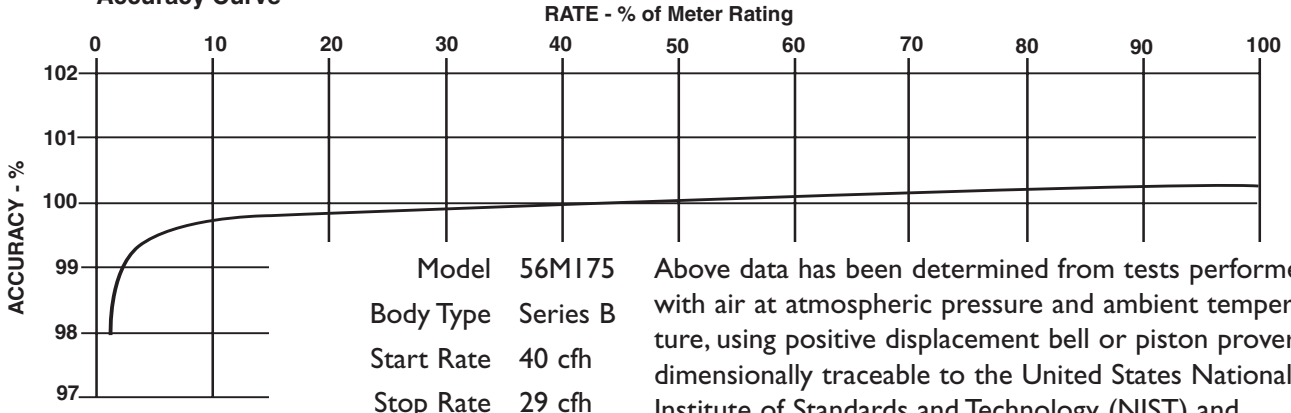 Accuracy Curve
RATE - % of Meter Rating
0 10 20 30 40 50 60 70 80 90 100
102
101
100
99
98
97
ACCURACY - %
Model 56M175
Body Type Series B
Start Rate 40 cfh
Stop Rate 29 cfh
Above data has been determined from tests performe
with air at atmospheric pressure and ambient temper
ture, using positive displacement bell or piston prover
dimensionally traceable to the United States National
Institute of Standards and Technology (NIST) and